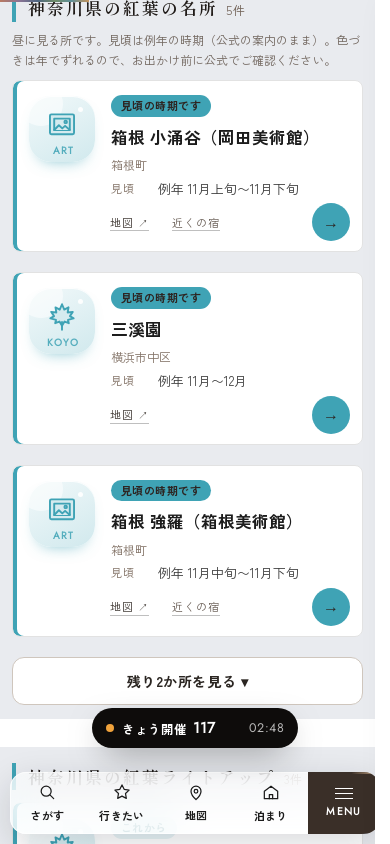 神奈川県の紅葉の名所 5件
昼に見る所です。見頃は例年の時期（公式の案内のまま）。色づ
きは年でずれるので、お出かけ前に公式でご確認ください。
見頃の時期です
ART
箱根 小涌谷（岡田美術館）
箱根町
見頃 例年 11月上旬〜11月下旬
地図 ↗ 近くの宿
→
見頃の時期です
KOYO
三溪園
横浜市中区
見頃 例年 11月〜12月
地図 ↗
→
見頃の時期です
ART
箱根 強羅（箱根美術館）
箱根町
見頃 例年 11月中旬〜11月下旬
地図 ↗ 近くの宿
→
残り2か所を見る ▾
きょう開催 117 02:48
神奈川県の紅葉ライトアップ 3件
さがす 行きたい 地図 泊まり MENU
これから